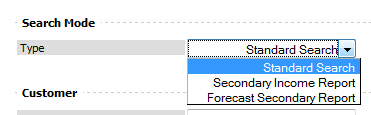 Search Mode
Type Standard Search
Standard Search
Secondary Income Report
Forecast Secondary Report
Customer